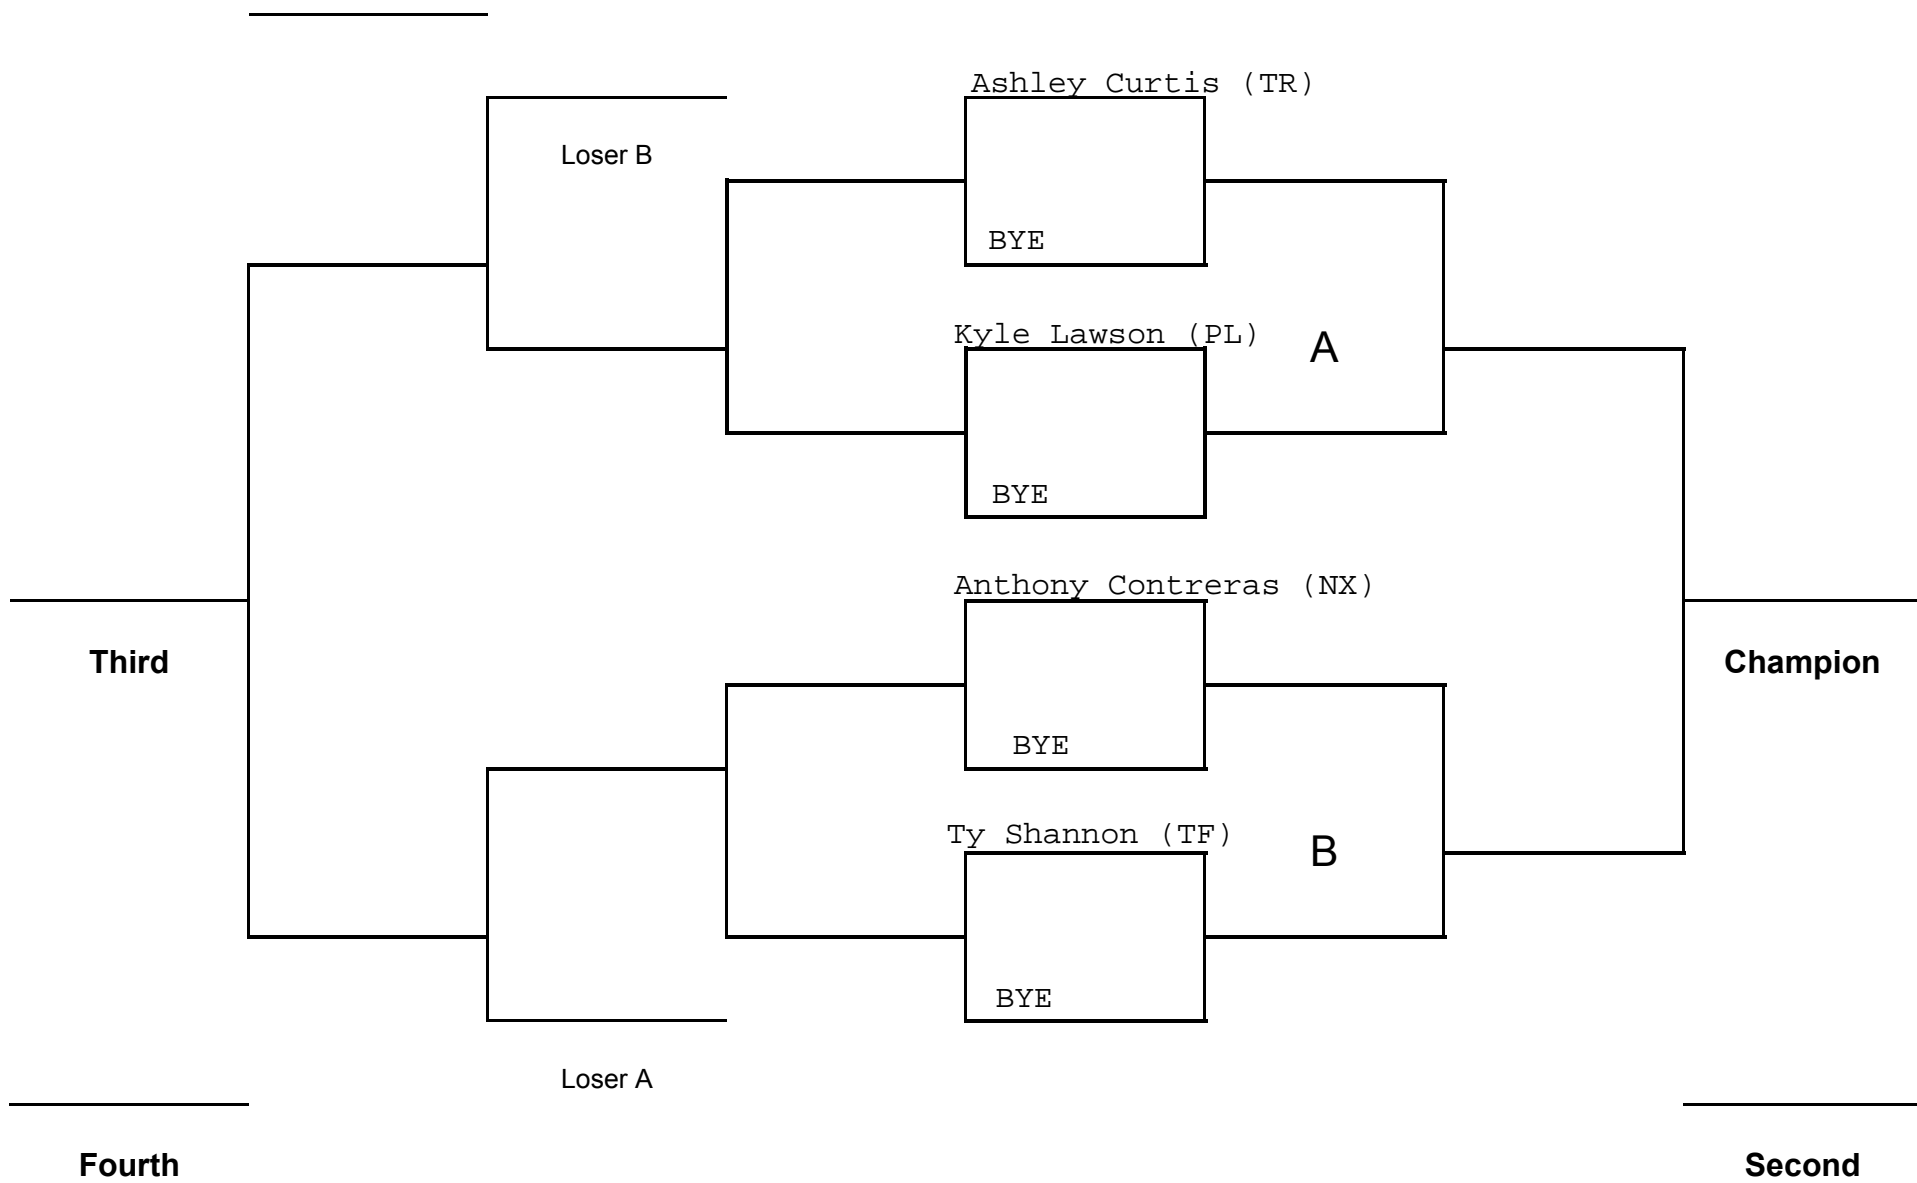 Ashley Curtis (TR)
Loser B
BYE
Kyle Lawson (PL)
A
BYE
Anthony Contreras (NX)
Third
Champion
BYE
Ty Shannon (TF)
B
BYE
Loser A
Fourth
Second